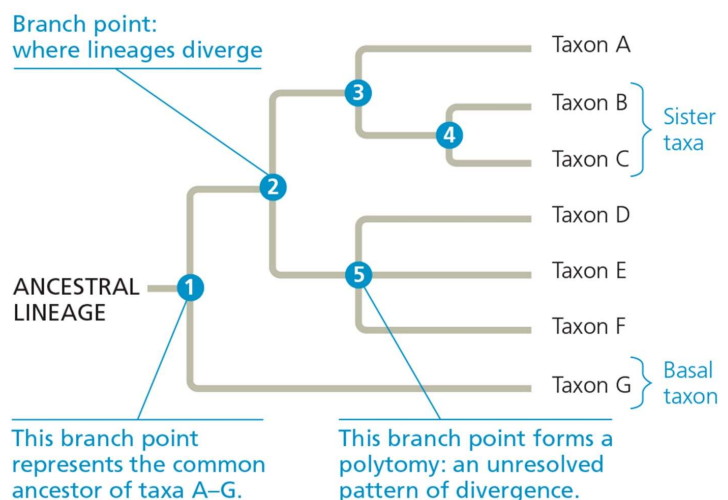 Branch point:
where lineages diverge
Taxon A
3
Taxon B
4
Sister
taxa
Taxon C
2
Taxon D
ANCESTRAL
LINEAGE
1
5
Taxon E
Taxon F
Taxon G
Basal
taxon
This branch point
represents the common
ancestor of taxa A–G.
This branch point forms a
polytomy: an unresolved
pattern of divergence.